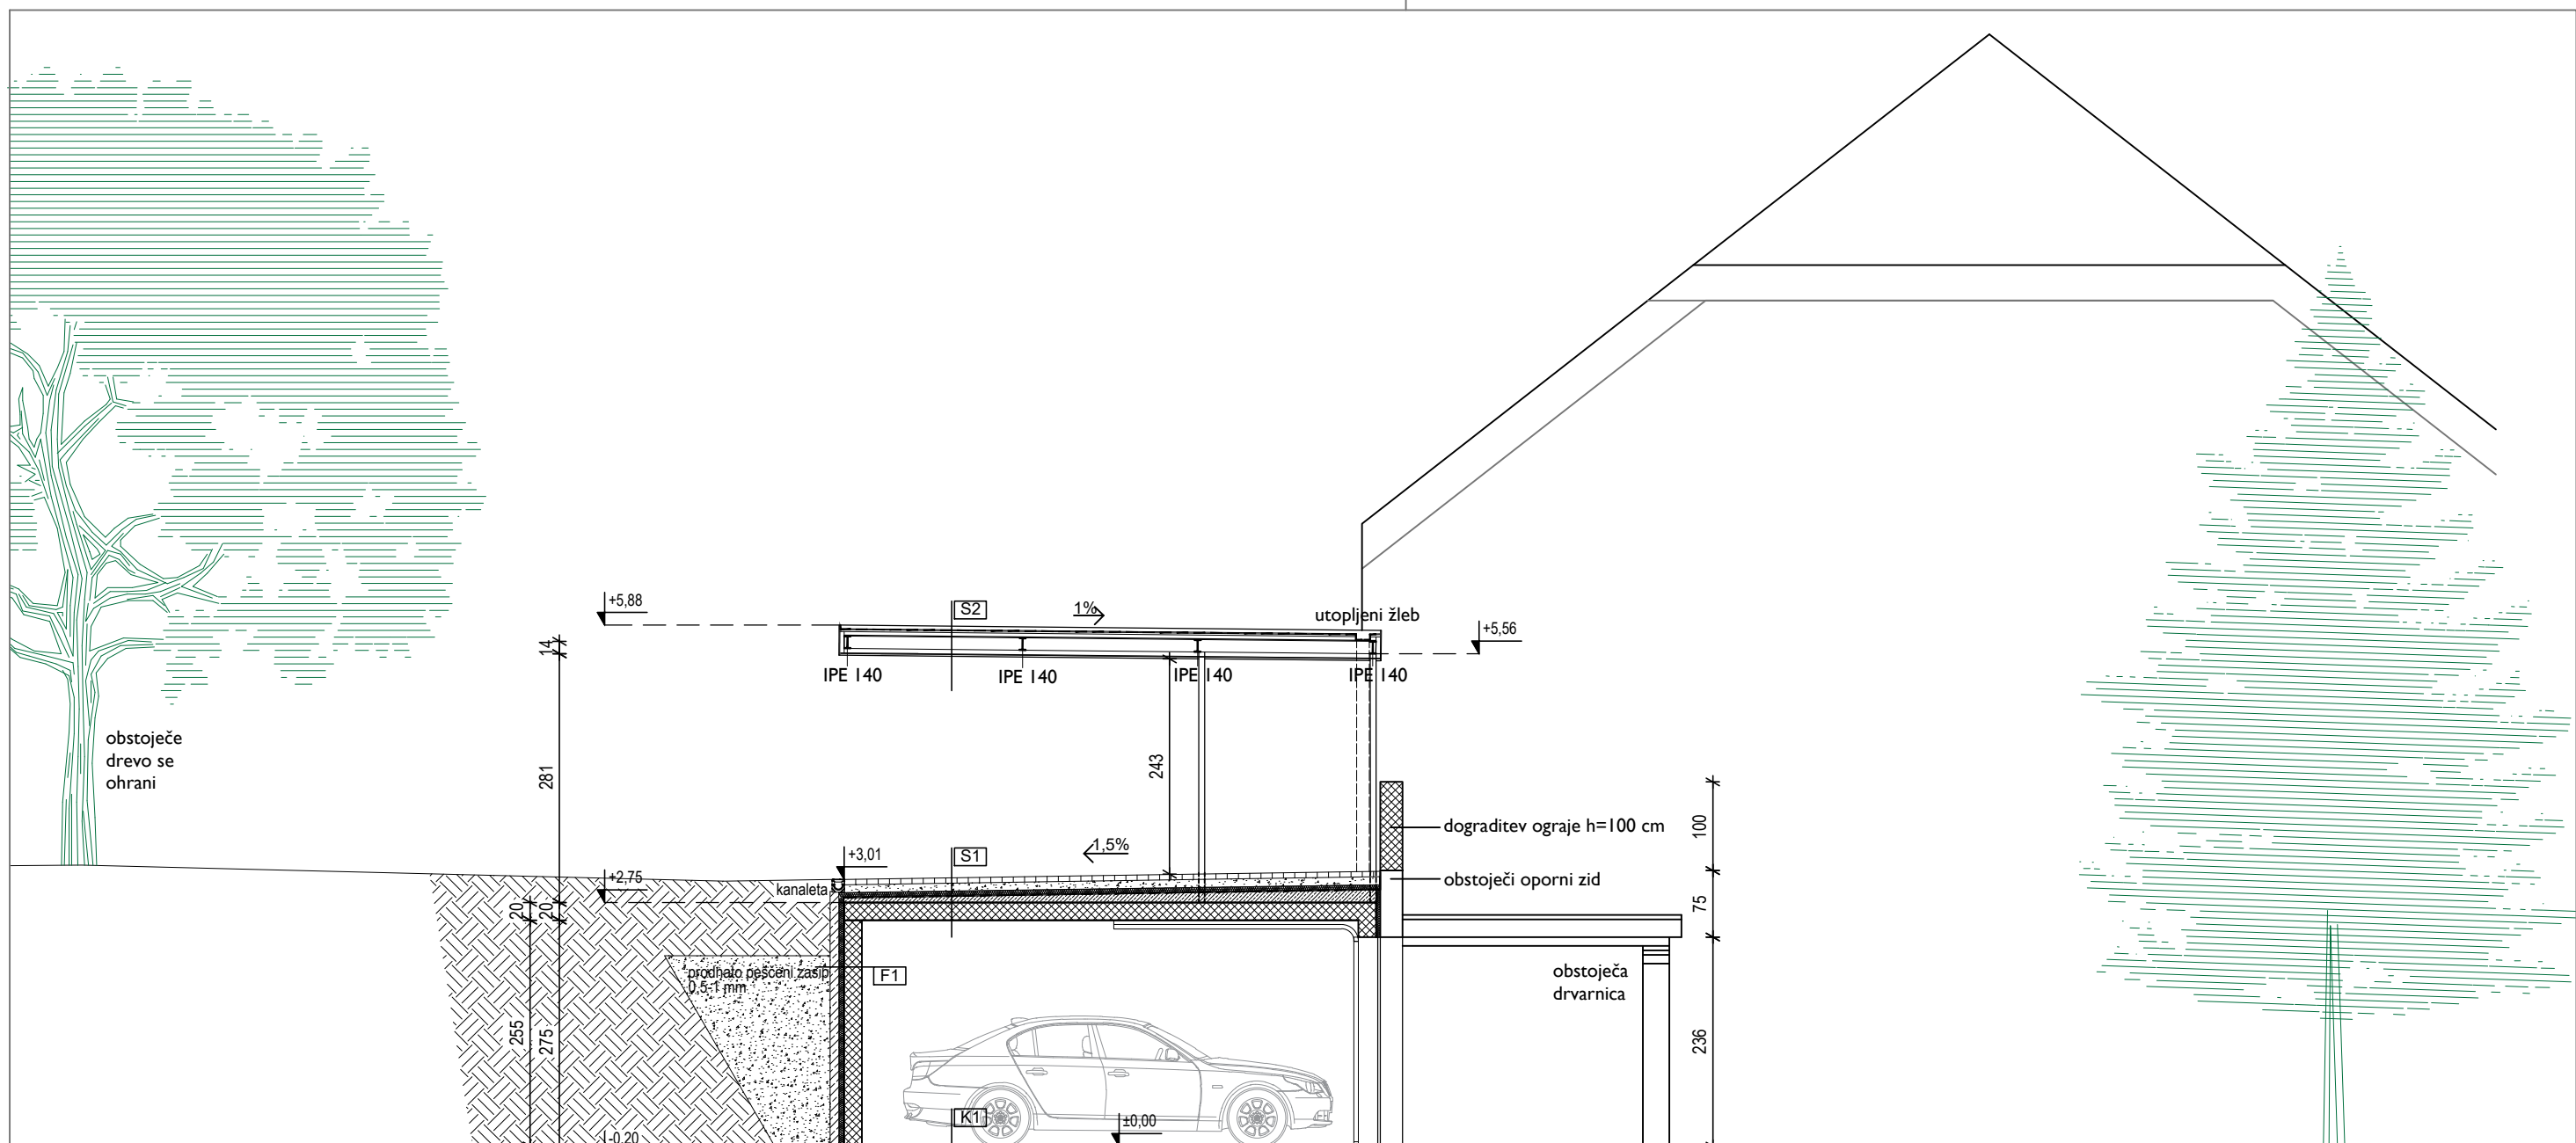 +5,88
S2
1%
utopljeni žleb
+5,56
14
IPE 140
IPE 140
IPE 140
IPE 140
obstoječe
drevo se
ohrani
281
243
dograditev ograje h=100 cm
100
+3,01
S1
1,5%
+2,75
kanaleta
obstoječi oporni zid
20
20
75
prodnato peščeni zasip
0,5-1 mm
F1
obstoječa
drvarnica
255
275
236
K1
±0,00
-0,20